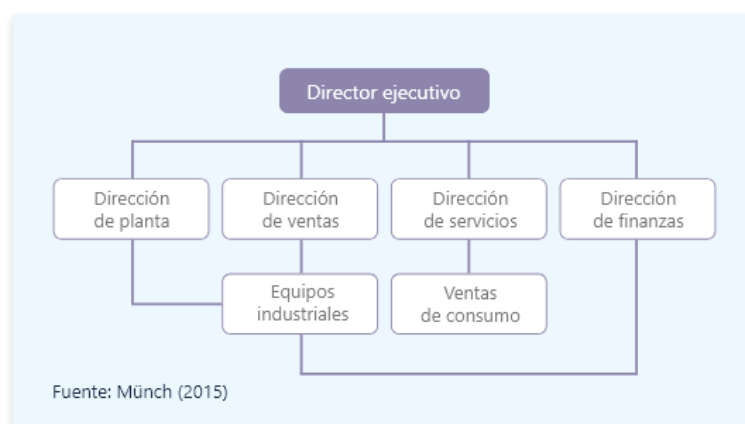 Director ejecutivo
Dirección
de planta
Dirección
de ventas
Dirección
de servicios
Dirección
de finanzas
Equipos
industriales
Ventas
de consumo
Fuente: Münch (2015)